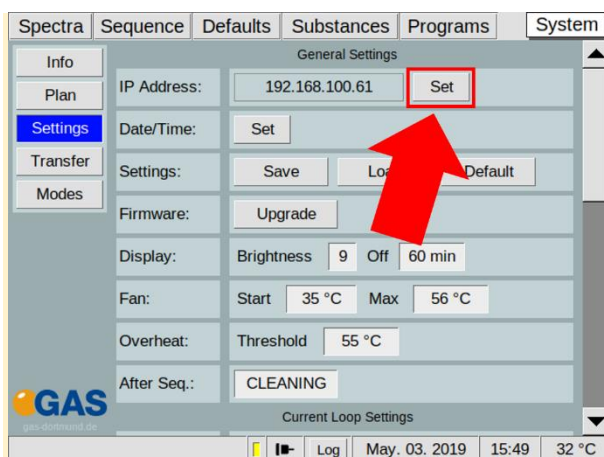 Spectra Sequence Defaults Substances Programs System
Info
Plan
Settings
Transfer
Modes
General Settings
IP Address: 192.168.100.61 Set
Date/Time: Set
Settings: Save Default
Firmware: Upgrade
Display: Brightness 9 Off 60 min
Fan: Start 35 °C Max 56 °C
Overheat: Threshold 55 °C
After Seq.: CLEANING
Current Loop Settings
GAS
gas-dortmund.de
Log May. 03. 2019 15:49 32 °C